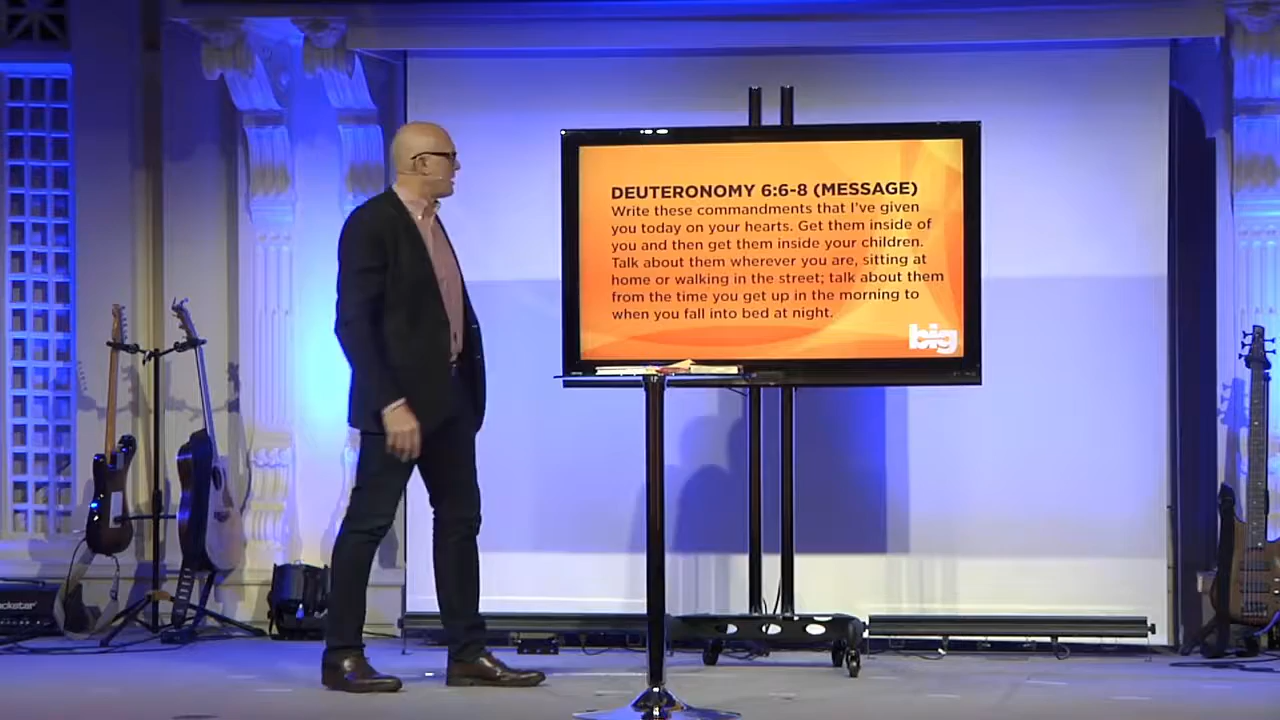 DEUTERONOMY 6:6-8 (MESSAGE)
Write these commandments that I've given
you today on your hearts. Get them inside of
you and then get them inside your children.
Talk about them wherever you are, sitting at
home or walking in the street; talk about them
from the time you get up in the morning to
when you fall into bed at night.
big